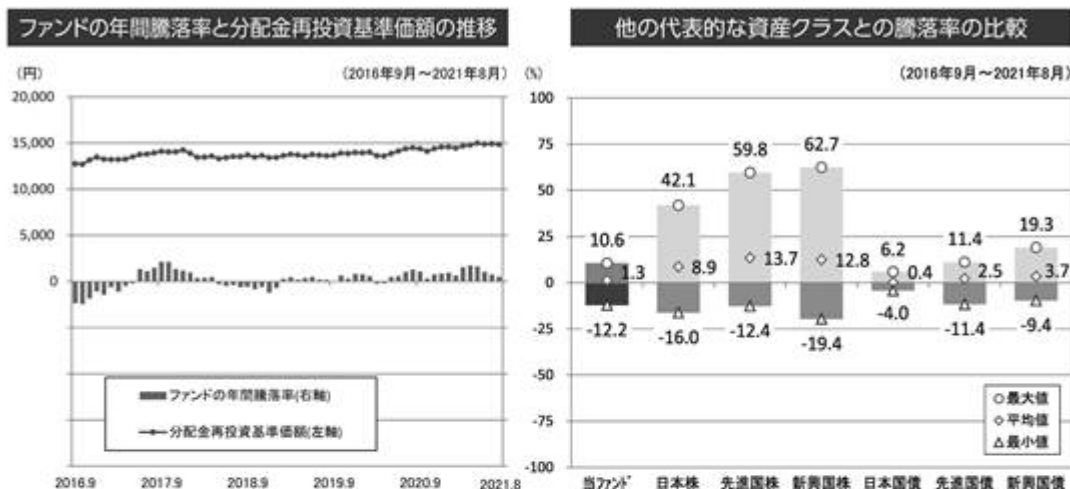 ファンドの年間騰落率と分配金再投資基準価額の推移
(円)
(2016年9月～2021年8月)
20,000
15,000
10,000
5,000
0
ファンドの年間騰落率(右軸)
分配金再投資基準価額(左軸)
2016.9 2017.9 2018.9 2019.9 2020.9 2021.8
他の代表的な資産クラスとの騰落率の比較
(%)
(2016年9月～2021年8月)
100
75
50
25
0
-25
-50
-75
-100
10.6 42.1 59.8 62.7 6.2 11.4 19.3
1.3 8.9 13.7 12.8 0.4 2.5 3.7
-12.2 -16.0 -12.4 -19.4 -4.0 -11.4 -9.4
最大値
平均値
最小値
当ファンド 日本株 先進国株 新興国株 日本国債 先進国債 新興国債